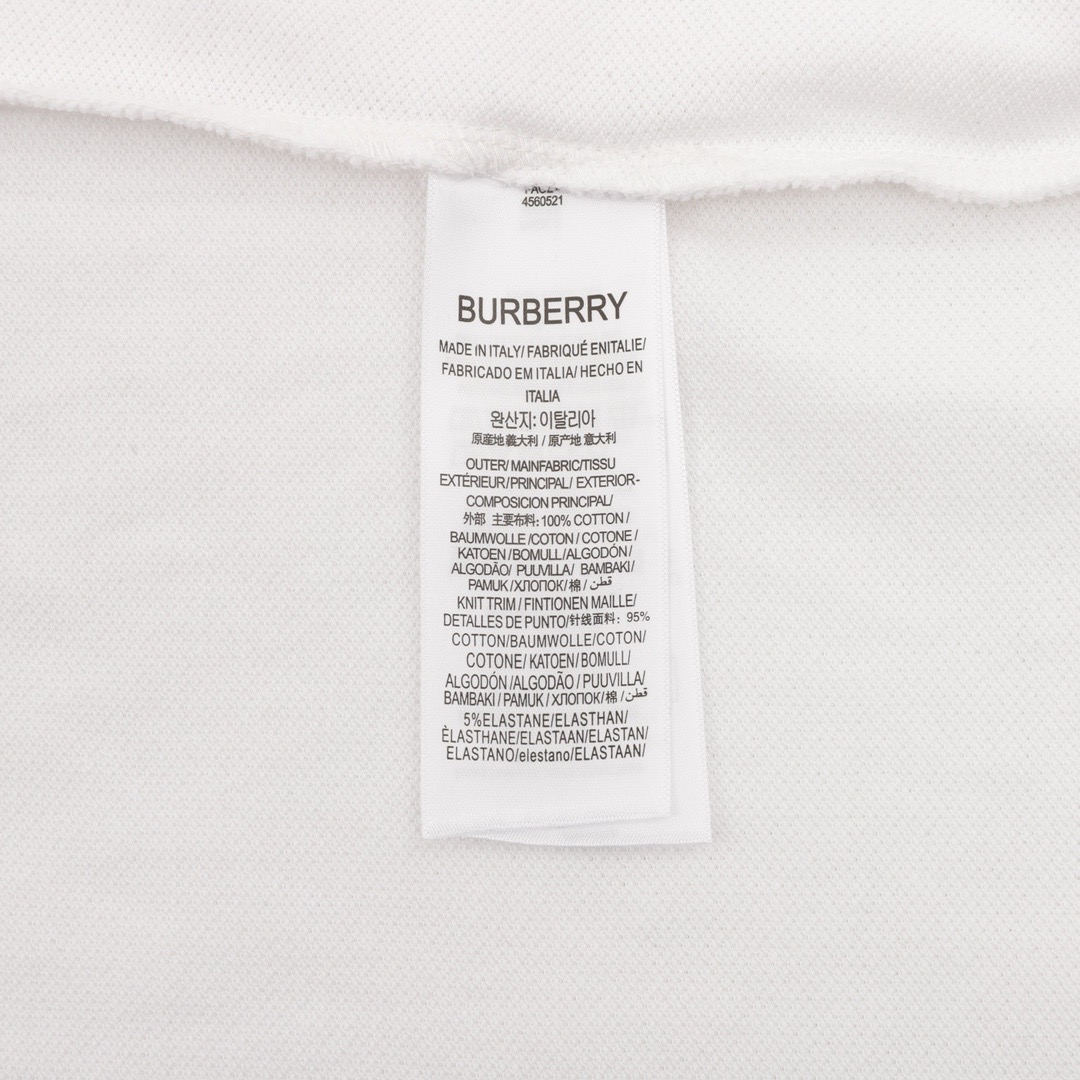 4560521
BURBERRY
MADE IN ITALY/ FABRIQUÉ ENITALIE/
FABRICADO EM ITALIA/ HECHO EN
ITALIA
완산지: 이탈리아
原産地 義大利 / 原产地 意大利
OUTER/ MAINFABRIC/TISSU
EXTÉRIEUR/PRINCIPAL/ EXTERIOR-
COMPOSICION PRINCIPAL/
外部 主要布料: 100% COTTON /
BAUMWOLLE /COTON / COTONE /
KATOEN /BOMULL/ALGODÓN/
ALGODÃO/ PUUVILLA/ BAMBAKI/
PAMUK /ХЛОПОК/ 棉 / قطن
KNIT TRIM / FINTIONEN MAILLE/
DETALLES DE PUNTO/针线面料: 95%
COTTON/BAUMWOLLE/COTON/
COTONE/ KATOEN/ BOMULL/
ALGODÓN /ALGODÃO / PUUVILLA/
BAMBAKI / PAMUK / ХЛОПОК/ 棉 / قطن
5%ELASTANE/ELASTHAN/
ÈLASTHANE/ELASTAAN/ELASTAN/
ELASTANO/elestano/ELASTAAN/